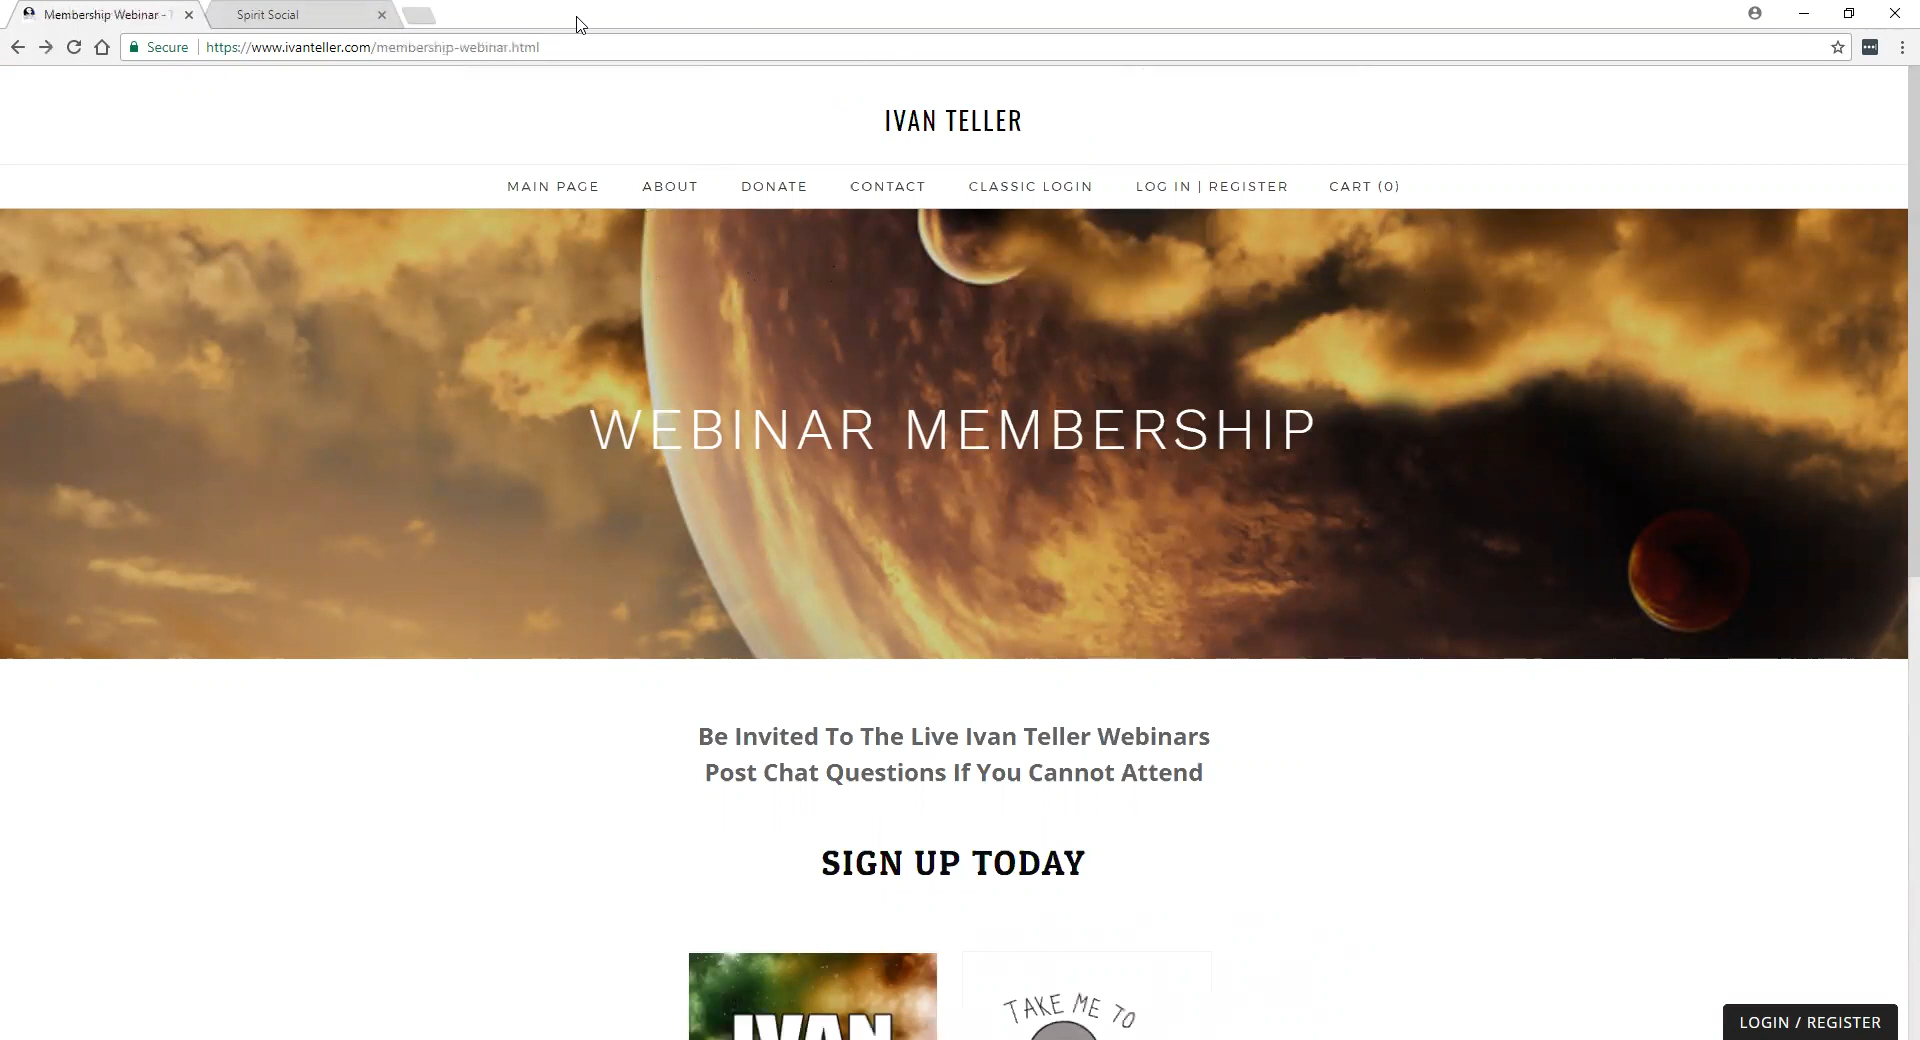 Membership Webinar -
Spirit Social
Secure
https://www.ivanteller.com/membership-webinar.html
IVAN TELLER
MAIN PAGE
ABOUT
DONATE
CONTACT
CLASSIC LOGIN
LOG IN | REGISTER
CART (0)
WEBINAR MEMBERSHIP
Be Invited To The Live Ivan Teller Webinars
Post Chat Questions If You Cannot Attend
SIGN UP TODAY
IVAN
TAKE ME TO
LOGIN / REGISTER